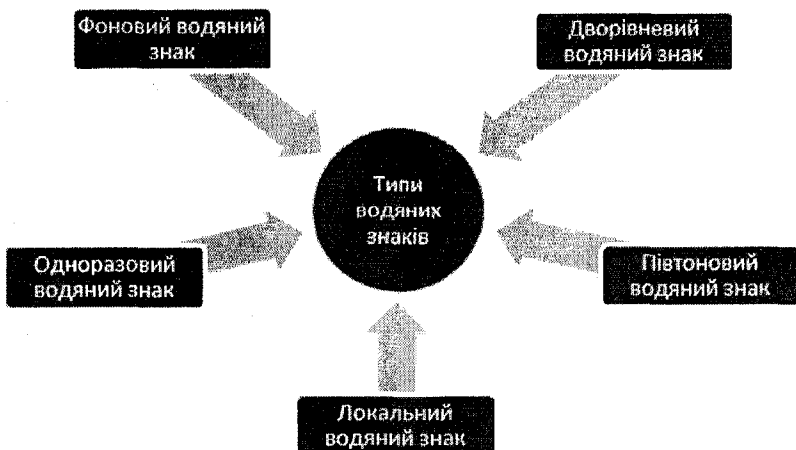 Фоновий водяний
знак
Дворівневий
водяний знак
Типи
водяних
знаків
Одноразовий
водяний знак
Півтоновий
водяний знак
Локальний
водяний знак